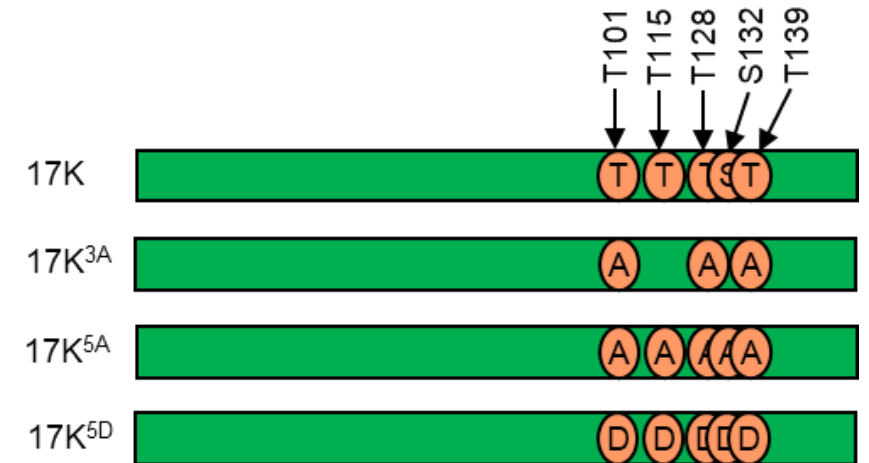 T101 T115 T128 S132 T139
17K T T T S T
17K3A A A A
17K5A A A A A A
17K5D D D D D D